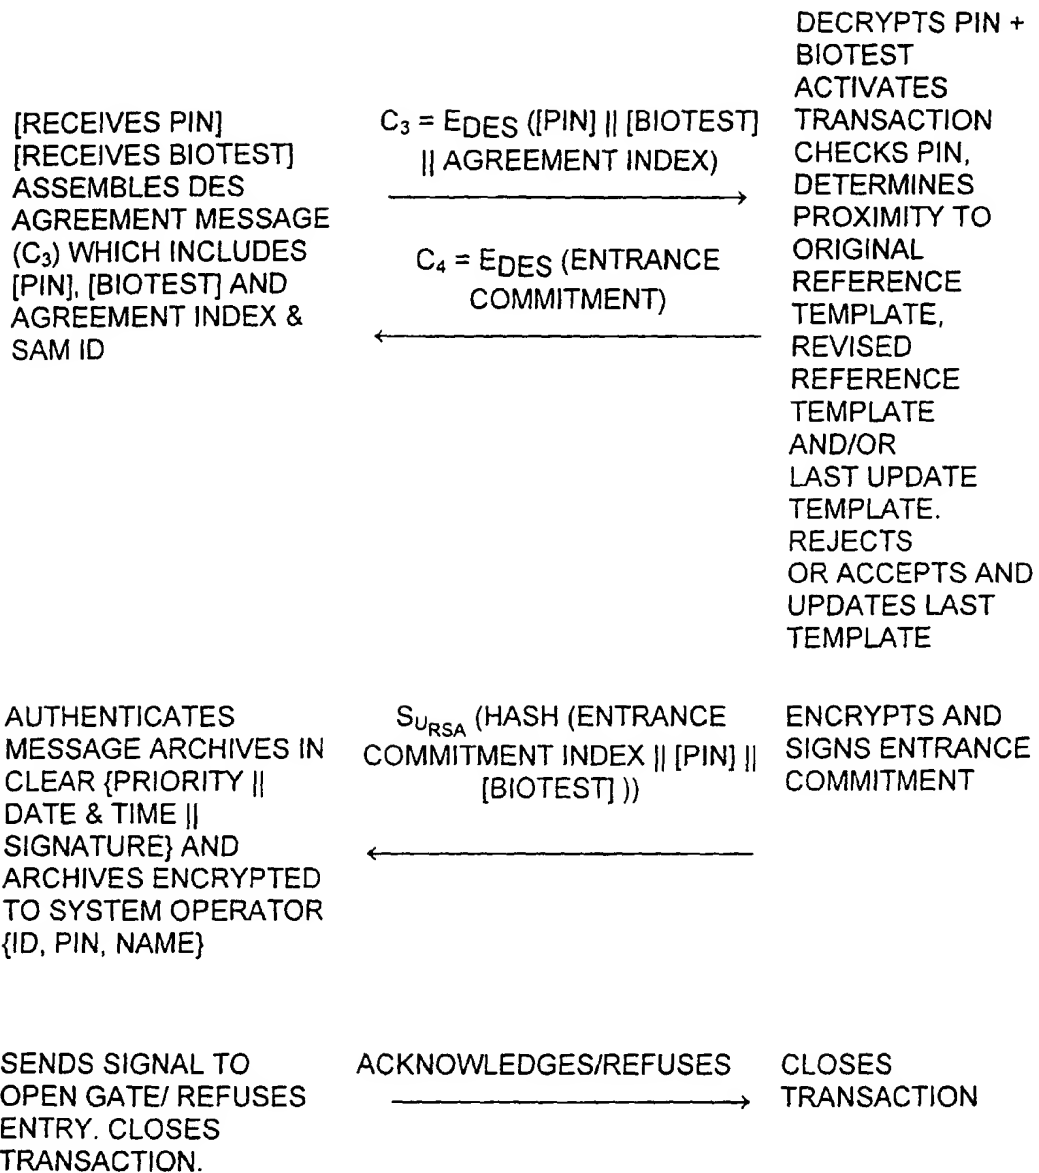 [RECEIVES PIN]
[RECEIVES BIOTEST]
ASSEMBLES DES
AGREEMENT MESSAGE
(C3) WHICH INCLUDES
[PIN], [BIOTEST] AND
AGREEMENT INDEX &
SAM ID
C3 = EDES ([PIN] || [BIOTEST]
|| AGREEMENT INDEX)
C4 = EDES (ENTRANCE
COMMITMENT)
DECRYPTS PIN +
BIOTEST
ACTIVATES
TRANSACTION
CHECKS PIN,
DETERMINES
PROXIMITY TO
ORIGINAL
REFERENCE
TEMPLATE,
REVISED
REFERENCE
TEMPLATE
AND/OR
LAST UPDATE
TEMPLATE.
REJECTS
OR ACCEPTS AND
UPDATES LAST
TEMPLATE
AUTHENTICATES
MESSAGE ARCHIVES IN
CLEAR {PRIORITY ||
DATE & TIME ||
SIGNATURE} AND
ARCHIVES ENCRYPTED
TO SYSTEM OPERATOR
{ID, PIN, NAME}
SURSA (HASH (ENTRANCE
COMMITMENT INDEX || [PIN] ||
[BIOTEST] ))
ENCRYPTS AND
SIGNS ENTRANCE
COMMITMENT
SENDS SIGNAL TO
OPEN GATE/ REFUSES
ENTRY. CLOSES
TRANSACTION.
ACKNOWLEDGES/REFUSES
CLOSES
TRANSACTION